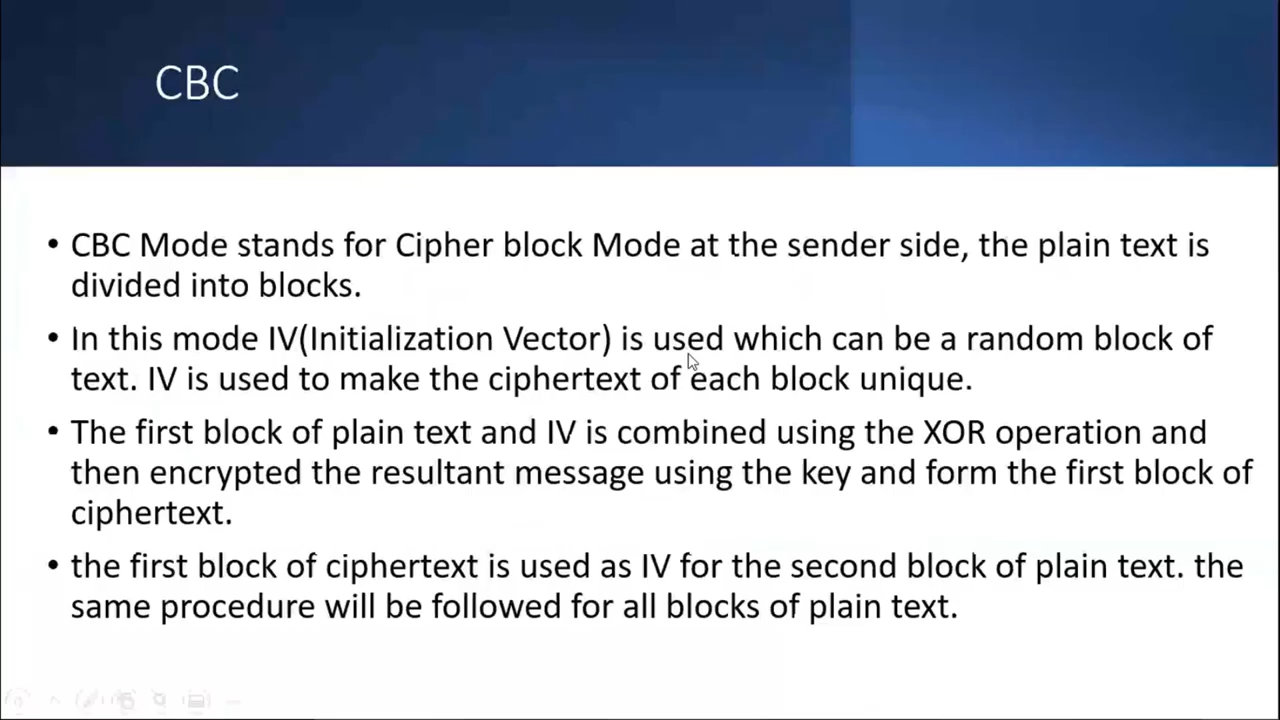 CBC
• CBC Mode stands for Cipher block Mode at the sender side, the plain text is
divided into blocks.
• In this mode IV(Initialization Vector) is used which can be a random block of
text. IV is used to make the ciphertext of each block unique.
• The first block of plain text and IV is combined using the XOR operation and
then encrypted the resultant message using the key and form the first block of
ciphertext.
• the first block of ciphertext is used as IV for the second block of plain text. the
same procedure will be followed for all blocks of plain text.